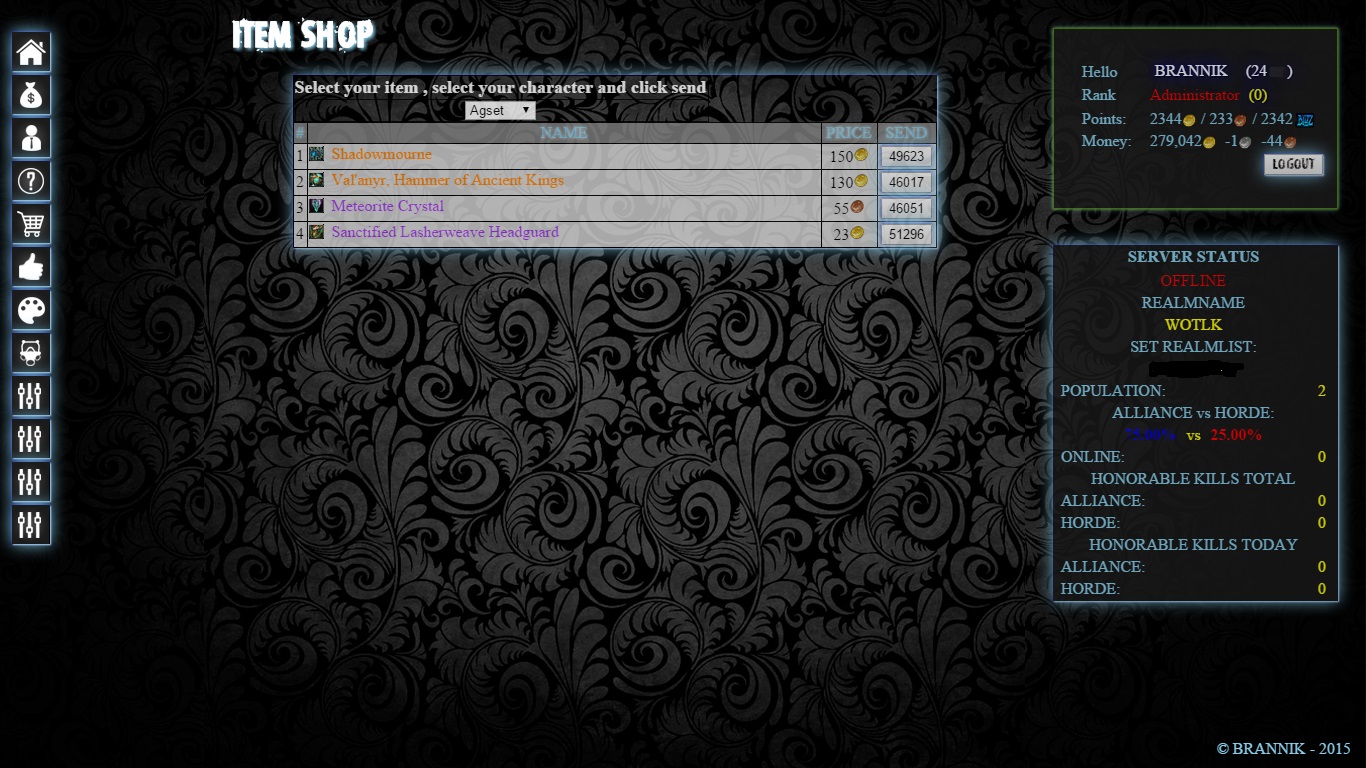 ITEM SHOP
Select your item , select your character and click send
Agset
# NAME PRICE SEND
1 Shadowmourne 150 49623
2 Val'anyr, Hammer of Ancient Kings 130 46017
3 Meteorite Crystal 55 46051
4 Sanctified Lasherweave Headguard 23 51296
Hello BRANNIK (24 )
Rank Administrator (0)
Points: 2344 / 233 / 2342
Money: 279,042 -1 -44
LOGOUT
SERVER STATUS
OFFLINE
REALMNAME
WOTLK
SET REALMLIST:
POPULATION: 2
ALLIANCE vs HORDE:
75.00% vs 25.00%
ONLINE: 0
HONORABLE KILLS TOTAL
ALLIANCE: 0
HORDE: 0
HONORABLE KILLS TODAY
ALLIANCE: 0
HORDE: 0
© BRANNIK - 2015